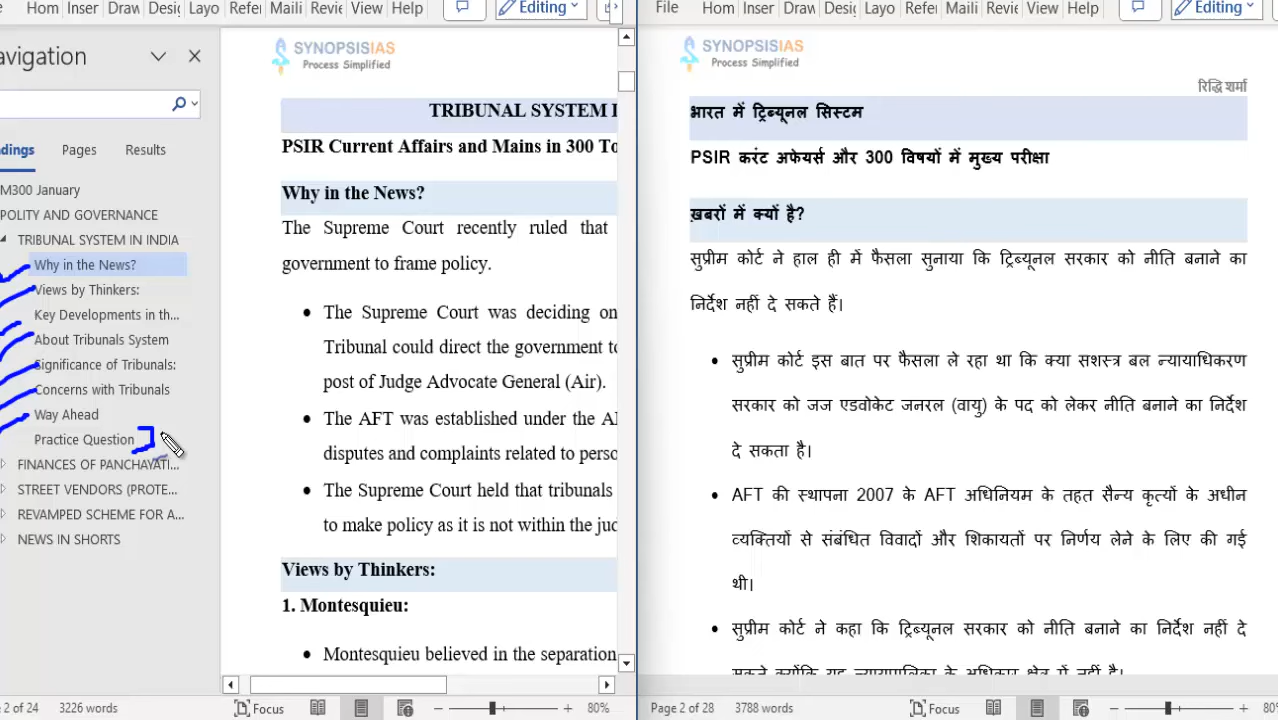 Hom Inser Draw Desig Layo Refer Maili Revie View Help Editing
avigation
dings Pages Results
M300 January
POLITY AND GOVERNANCE
TRIBUNAL SYSTEM IN INDIA
Why in the News?
Views by Thinkers:
Key Developments in th...
About Tribunals System
Significance of Tribunals:
Concerns with Tribunals
Way Ahead
Practice Question
FINANCES OF PANCHAYATI...
STREET VENDORS (PROTE...
REVAMPED SCHEME FOR A...
NEWS IN SHORTS
SYNOPSISIAS
Process Simplified
TRIBUNAL SYSTEM I
PSIR Current Affairs and Mains in 300 To
Why in the News?
The Supreme Court recently ruled that
government to frame policy.
• The Supreme Court was deciding on
Tribunal could direct the government to
post of Judge Advocate General (Air).
• The AFT was established under the A
disputes and complaints related to perso
• The Supreme Court held that tribunals
to make policy as it is not within the jud
Views by Thinkers:
1. Montesquieu:
• Montesquieu believed in the separation
2 of 24 3226 words Focus 80%
File Hom Inser Draw Desig Layo Refer Maili Revie View Help Editing
SYNOPSISIAS
Process Simplified
रिद्धि शर्मा
भारत में ट्रिब्यूनल सिस्टम
PSIR करंट अफेयर्स और 300 विषयों में मुख्य परीक्षा
ख़बरों में क्यों है?
सुप्रीम कोर्ट ने हाल ही में फैसला सुनाया कि ट्रिब्यूनल सरकार को नीति बनाने का
निर्देश नहीं दे सकते हैं।
• सुप्रीम कोर्ट इस बात पर फैसला ले रहा था कि क्या सशस्त्र बल न्यायाधिकरण
सरकार को जज एडवोकेट जनरल (वायु) के पद को लेकर नीति बनाने का निर्देश
दे सकता है।
• AFT की स्थापना 2007 के AFT अधिनियम के तहत सैन्य कृत्यों के अधीन
व्यक्तियों से संबंधित विवादों और शिकायतों पर निर्णय लेने के लिए की गई
थी।
• सुप्रीम कोर्ट ने कहा कि ट्रिब्यूनल सरकार को नीति बनाने का निर्देश नहीं दे
सकते क्योंकि यह न्यायपालिका के अधिकार क्षेत्र में नहीं है।
Page 2 of 28 3788 words Focus 80%